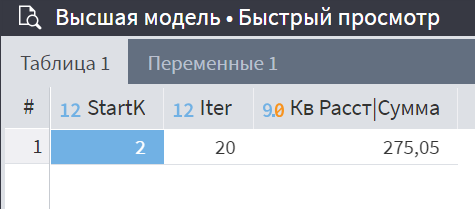 Высшая модель • Быстрый просмотр
Таблица 1 Переменные 1
# 12 StartK 12 Iter 9.0 Кв Расст|Сумма
1 2 20 275,05